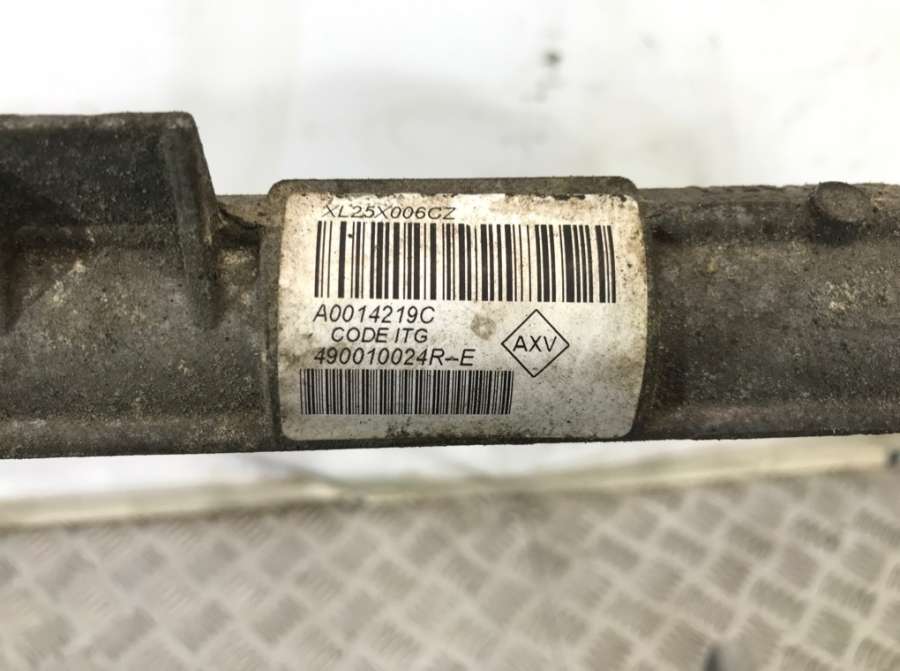 XL25X006CZ
A0014219C
CODE ITG
AXV
490010024R-E